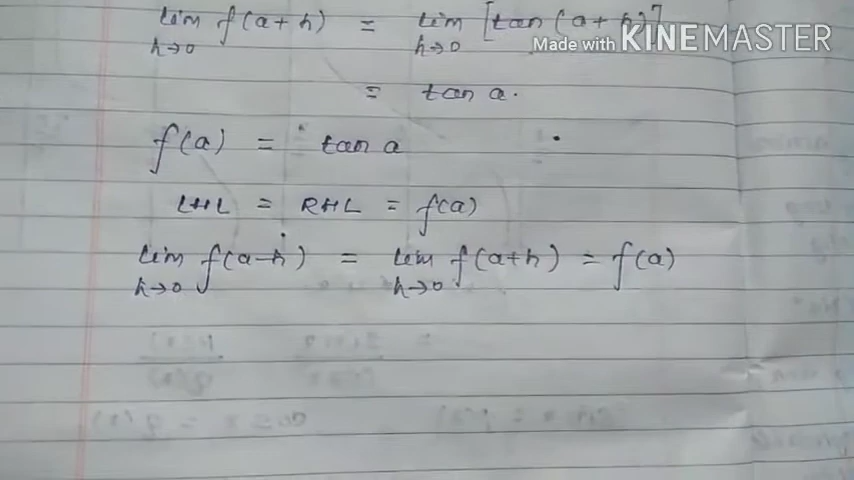 lim f(a+h) = lim [tan(a+h)]
h→0 h→0
Made with KINEMASTER
= tan a.
f(a) = tan a
LHL = RHL = f(a)
lim f(a-h) = lim f(a+h) = f(a)
h→0 h→0